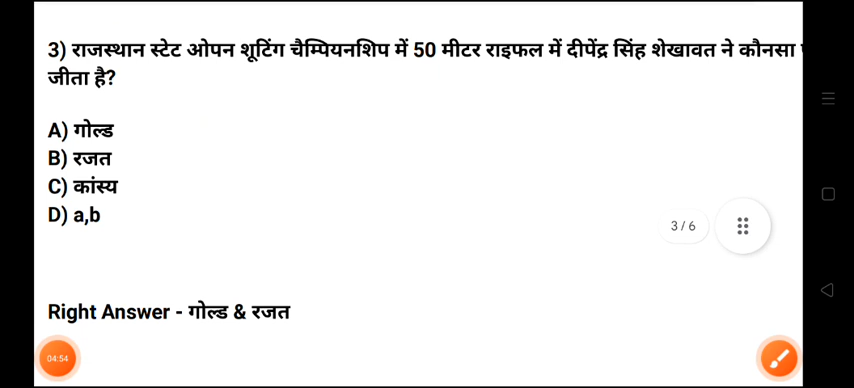 3) राजस्थान स्टेट ओपन शूटिंग चैम्पियनशिप में 50 मीटर राइफल में दीपेंद्र सिंह शेखावत ने कौनसा
जीता है?
A) गोल्ड
B) रजत
C) कांस्य
D) a,b
3 / 6
Right Answer - गोल्ड & रजत
04:54